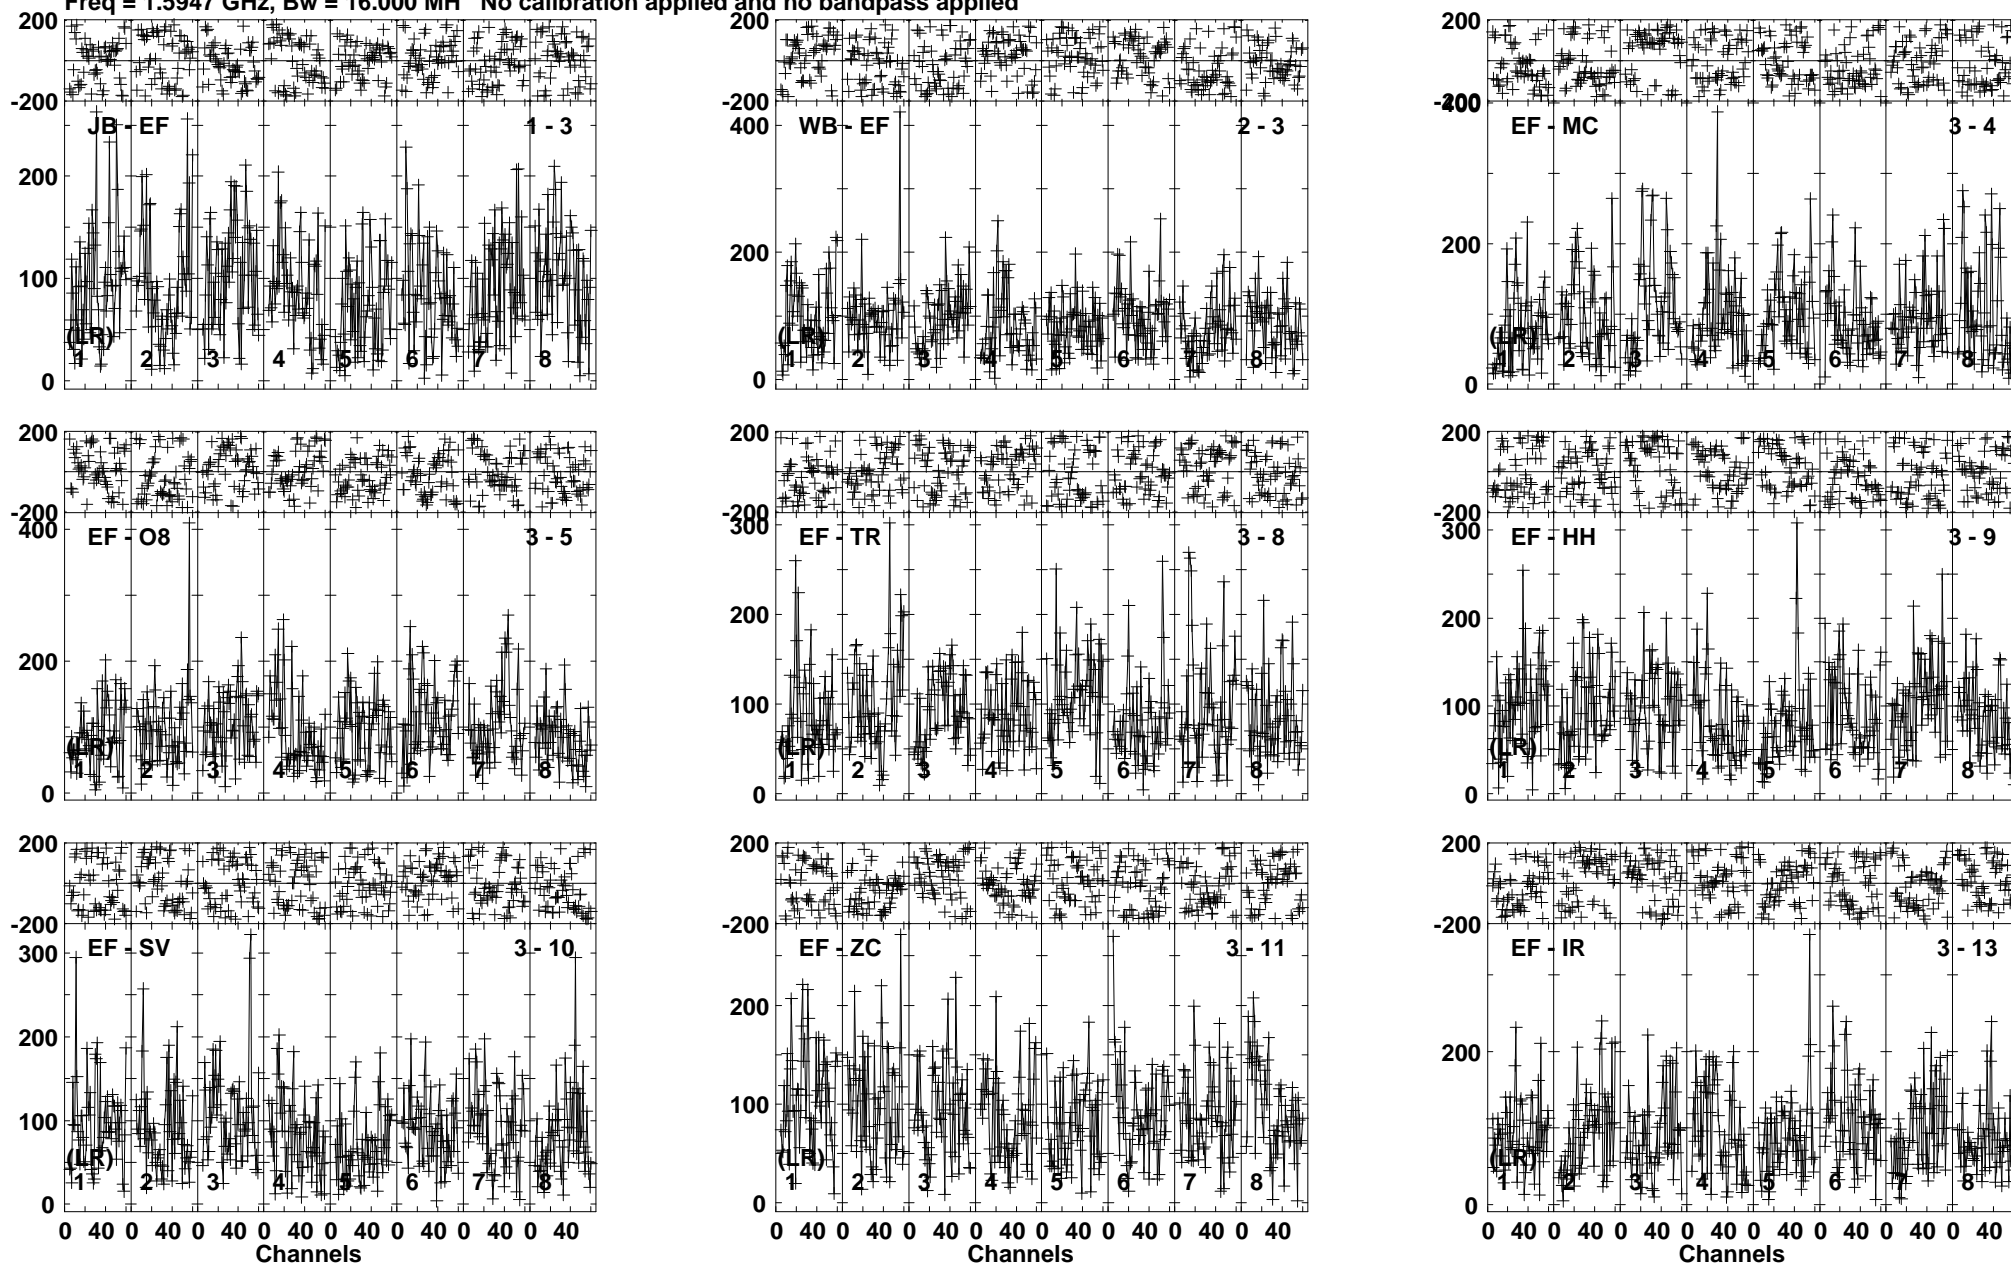 Freq = 1.5947 GHz, Bw = 16.000 MH   No calibration applied and no bandpass applied
200 200 200
-200 -200 -200
400
JB - EF 1 - 3 WB - EF 2 - 3 EF - MC 3 - 4
400
200
200 200
100
(LR) (LR) (LR)
1 2 3 4 5 6 7 8 1 2 3 4 5 6 7 8 1 2 3 4 5 6 7 8
0 0 0
200 200 200
-200 -200 -200
400 300 300
EF - O8 3 - 5 EF - TR 3 - 8 EF - HH 3 - 9
200 200 200
100 100
(LR) (LR) (LR)
1 2 3 4 5 6 7 8 1 2 3 4 5 6 7 8 1 2 3 4 5 6 7 8
0 0 0
200 200 200
-200 -200 -200
EF - SV 3 - 10 EF - ZC 3 - 11 EF - IR 3 - 13
300
200 200 200
100 100
(LR) (LR) (LR)
1 2 3 4 5 6 7 8 1 2 3 4 5 6 7 8 1 2 3 4 5 6 7 8
0 0 0
0 40 0 40 0 40 0 40 0 40 0 40 0 40 0 40 0 40 0 40 0 40 0 40 0 40 0 40 0 40 0 40 0 40 0 40 0 40 0 40 0 40 0 40 0 40 0 40
Channels Channels Channels